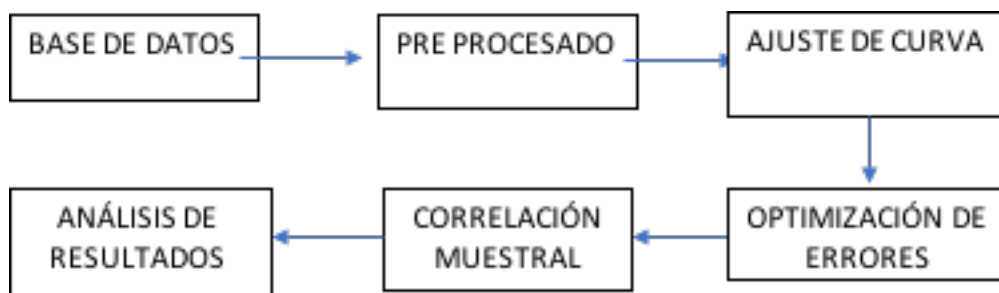 BASE DE DATOS
PRE PROCESADO
AJUSTE DE CURVA
OPTIMIZACIÓN DE
ERRORES
CORRELACIÓN
MUESTRAL
ANÁLISIS DE
RESULTADOS